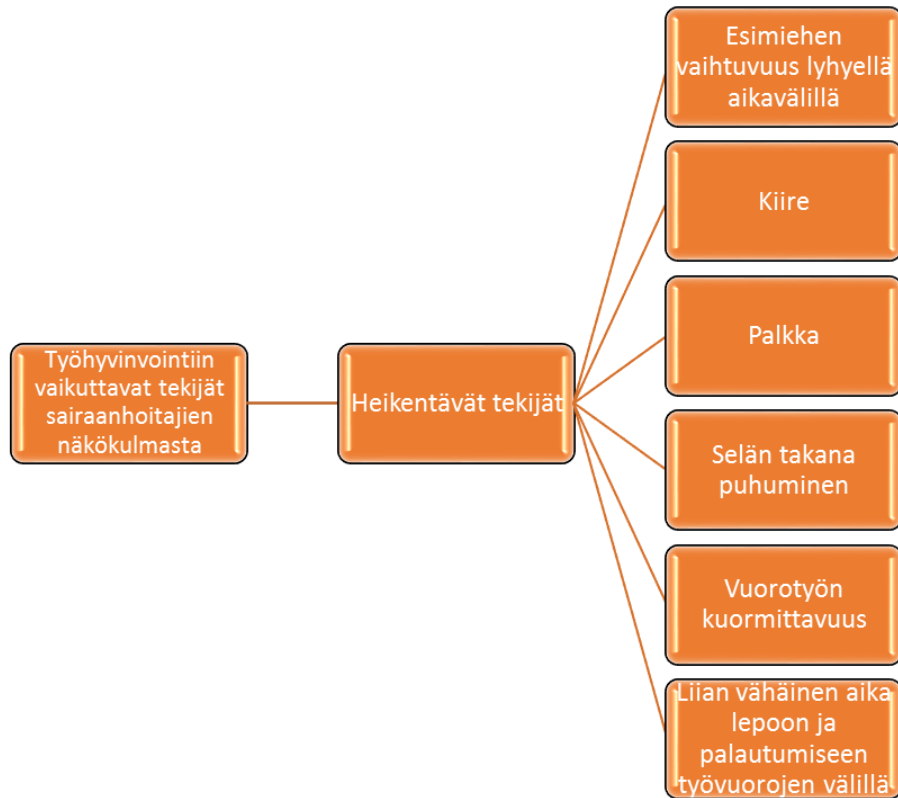 Työhyvinvointiin
vaikuttavat tekijät
sairaanhoitajien
näkökulmasta
Heikentävät tekijät
Esimiehen
vaihtuvuus lyhyellä
aikavälillä
Kiire
Palkka
Selän takana
puhuminen
Vuorotyön
kuormittavuus
Liian vähäinen aika
lepoon ja
palautumiseen
työvuorojen välillä